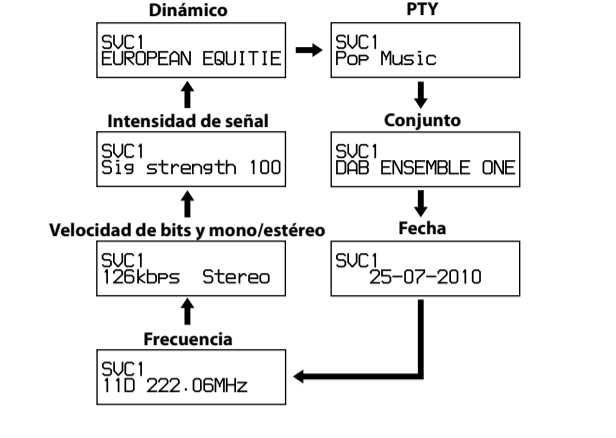 Dinámico
SVC1
EUROPEAN EQUITIE
PTY
SVC1
Pop Music
Conjunto
SVC1
DAB ENSEMBLE ONE
Fecha
SVC1
25-07-2010
Frecuencia
SVC1
11D 222.06MHz
Velocidad de bits y mono/estéreo
SVC1
126kbps Stereo
Intensidad de señal
SVC1
Sig strength 100